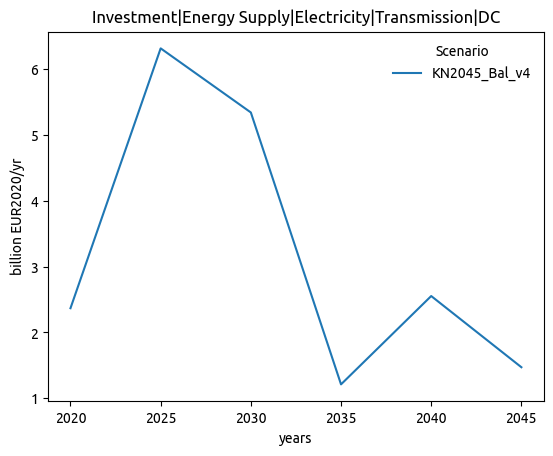 Investment|Energy Supply|Electricity|Transmission|DC
Scenario
KN2045_Bal_v4
billion EUR2020/yr
6
5
4
3
2
1
2020 2025 2030 2035 2040 2045
years